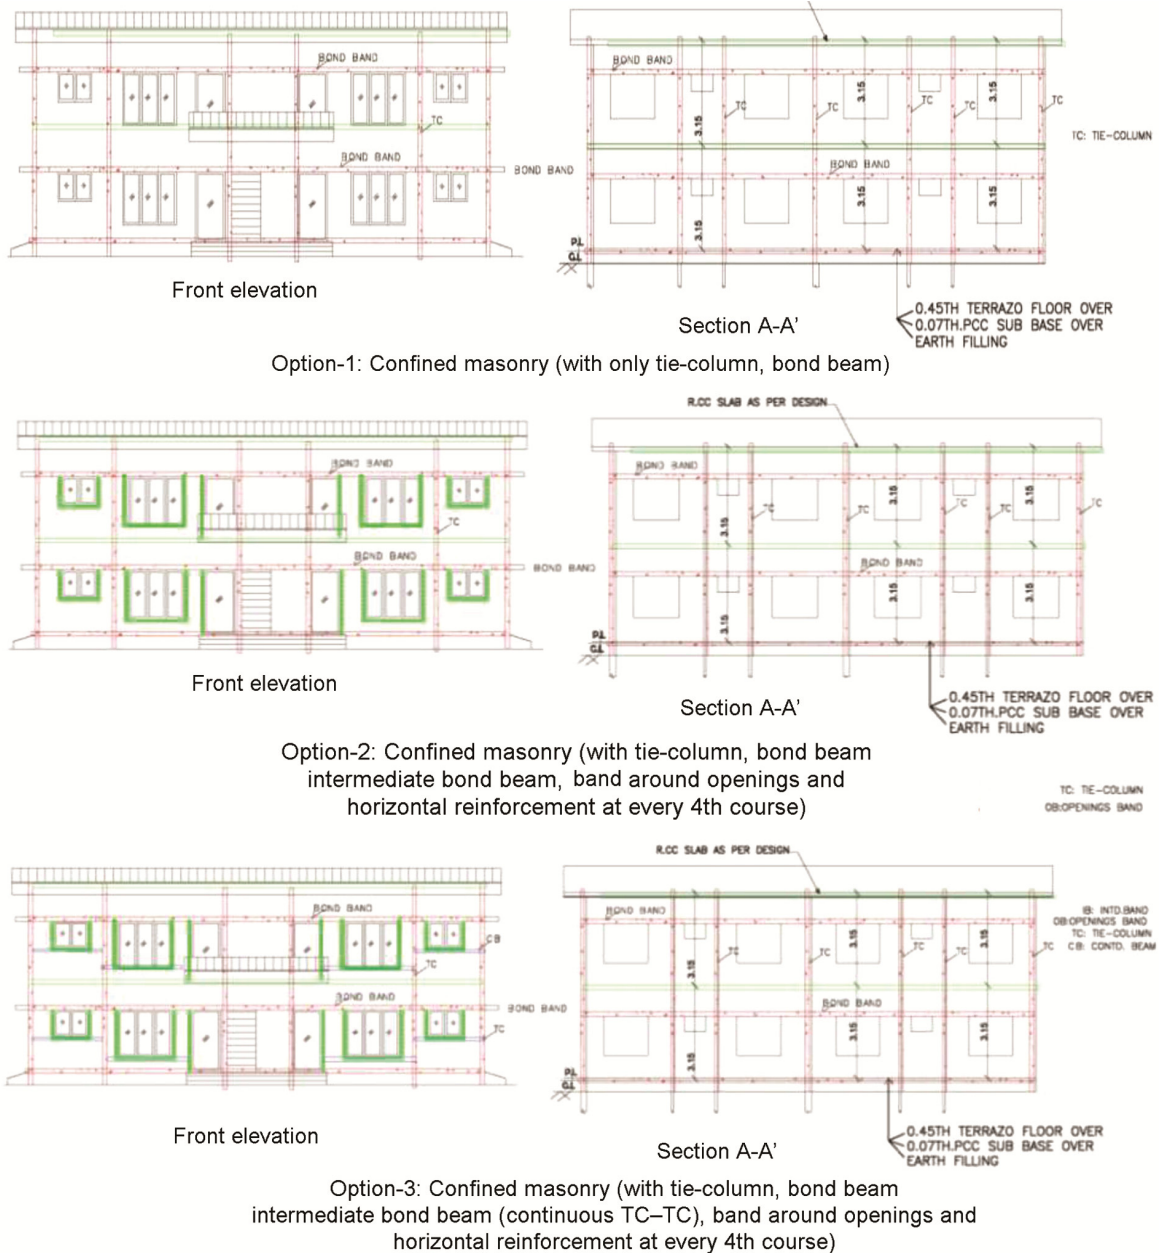 BOND BAND
TC
BOND BAND
BOND BAND
Front elevation
BOND BAND
TC
TC
3.15
TC
TC
3.15
TC
3.15
TC: TIE-COLUMN
BOND BAND
3.15
3.15
3.15
P.L
G.L
0.45TH TERRAZO FLOOR OVER
0.07TH.PCC SUB BASE OVER
EARTH FILLING
Section A-A’
Option-1: Confined masonry (with only tie-column, bond beam)
BOND BAND
TC
BOND BAND
BOND BAND
Front elevation
R.CC SLAB AS PER DESIGN
BOND BAND
TC
TC
TC
TC
TC
3.15
3.15
3.15
BOND BAND
3.15
3.15
3.15
P.L
G.L
0.45TH TERRAZO FLOOR OVER
0.07TH.PCC SUB BASE OVER
EARTH FILLING
Section A-A’
Option-2: Confined masonry (with tie-column, bond beam
intermediate bond beam, band around openings and
horizontal reinforcement at every 4th course)
TC: TIE-COLUMN
OB:OPENINGS BAND
BOND BAND
CB
TC
BOND BAND
BOND BAND
TC
Front elevation
R.CC SLAB AS PER DESIGN
BOND BAND
TC
TC
TC
TC
TC
3.15
3.15
3.15
IB: INTD.BAND
OB:OPENINGS BAND
TC: TIE-COLUMN
CB: CONTD. BEAM
BOND BAND
3.15
3.15
3.15
P.L
G.L
0.45TH TERRAZO FLOOR OVER
0.07TH.PCC SUB BASE OVER
EARTH FILLING
Section A-A’
Option-3: Confined masonry (with tie-column, bond beam
intermediate bond beam (continuous TC–TC), band around openings and
horizontal reinforcement at every 4th course)